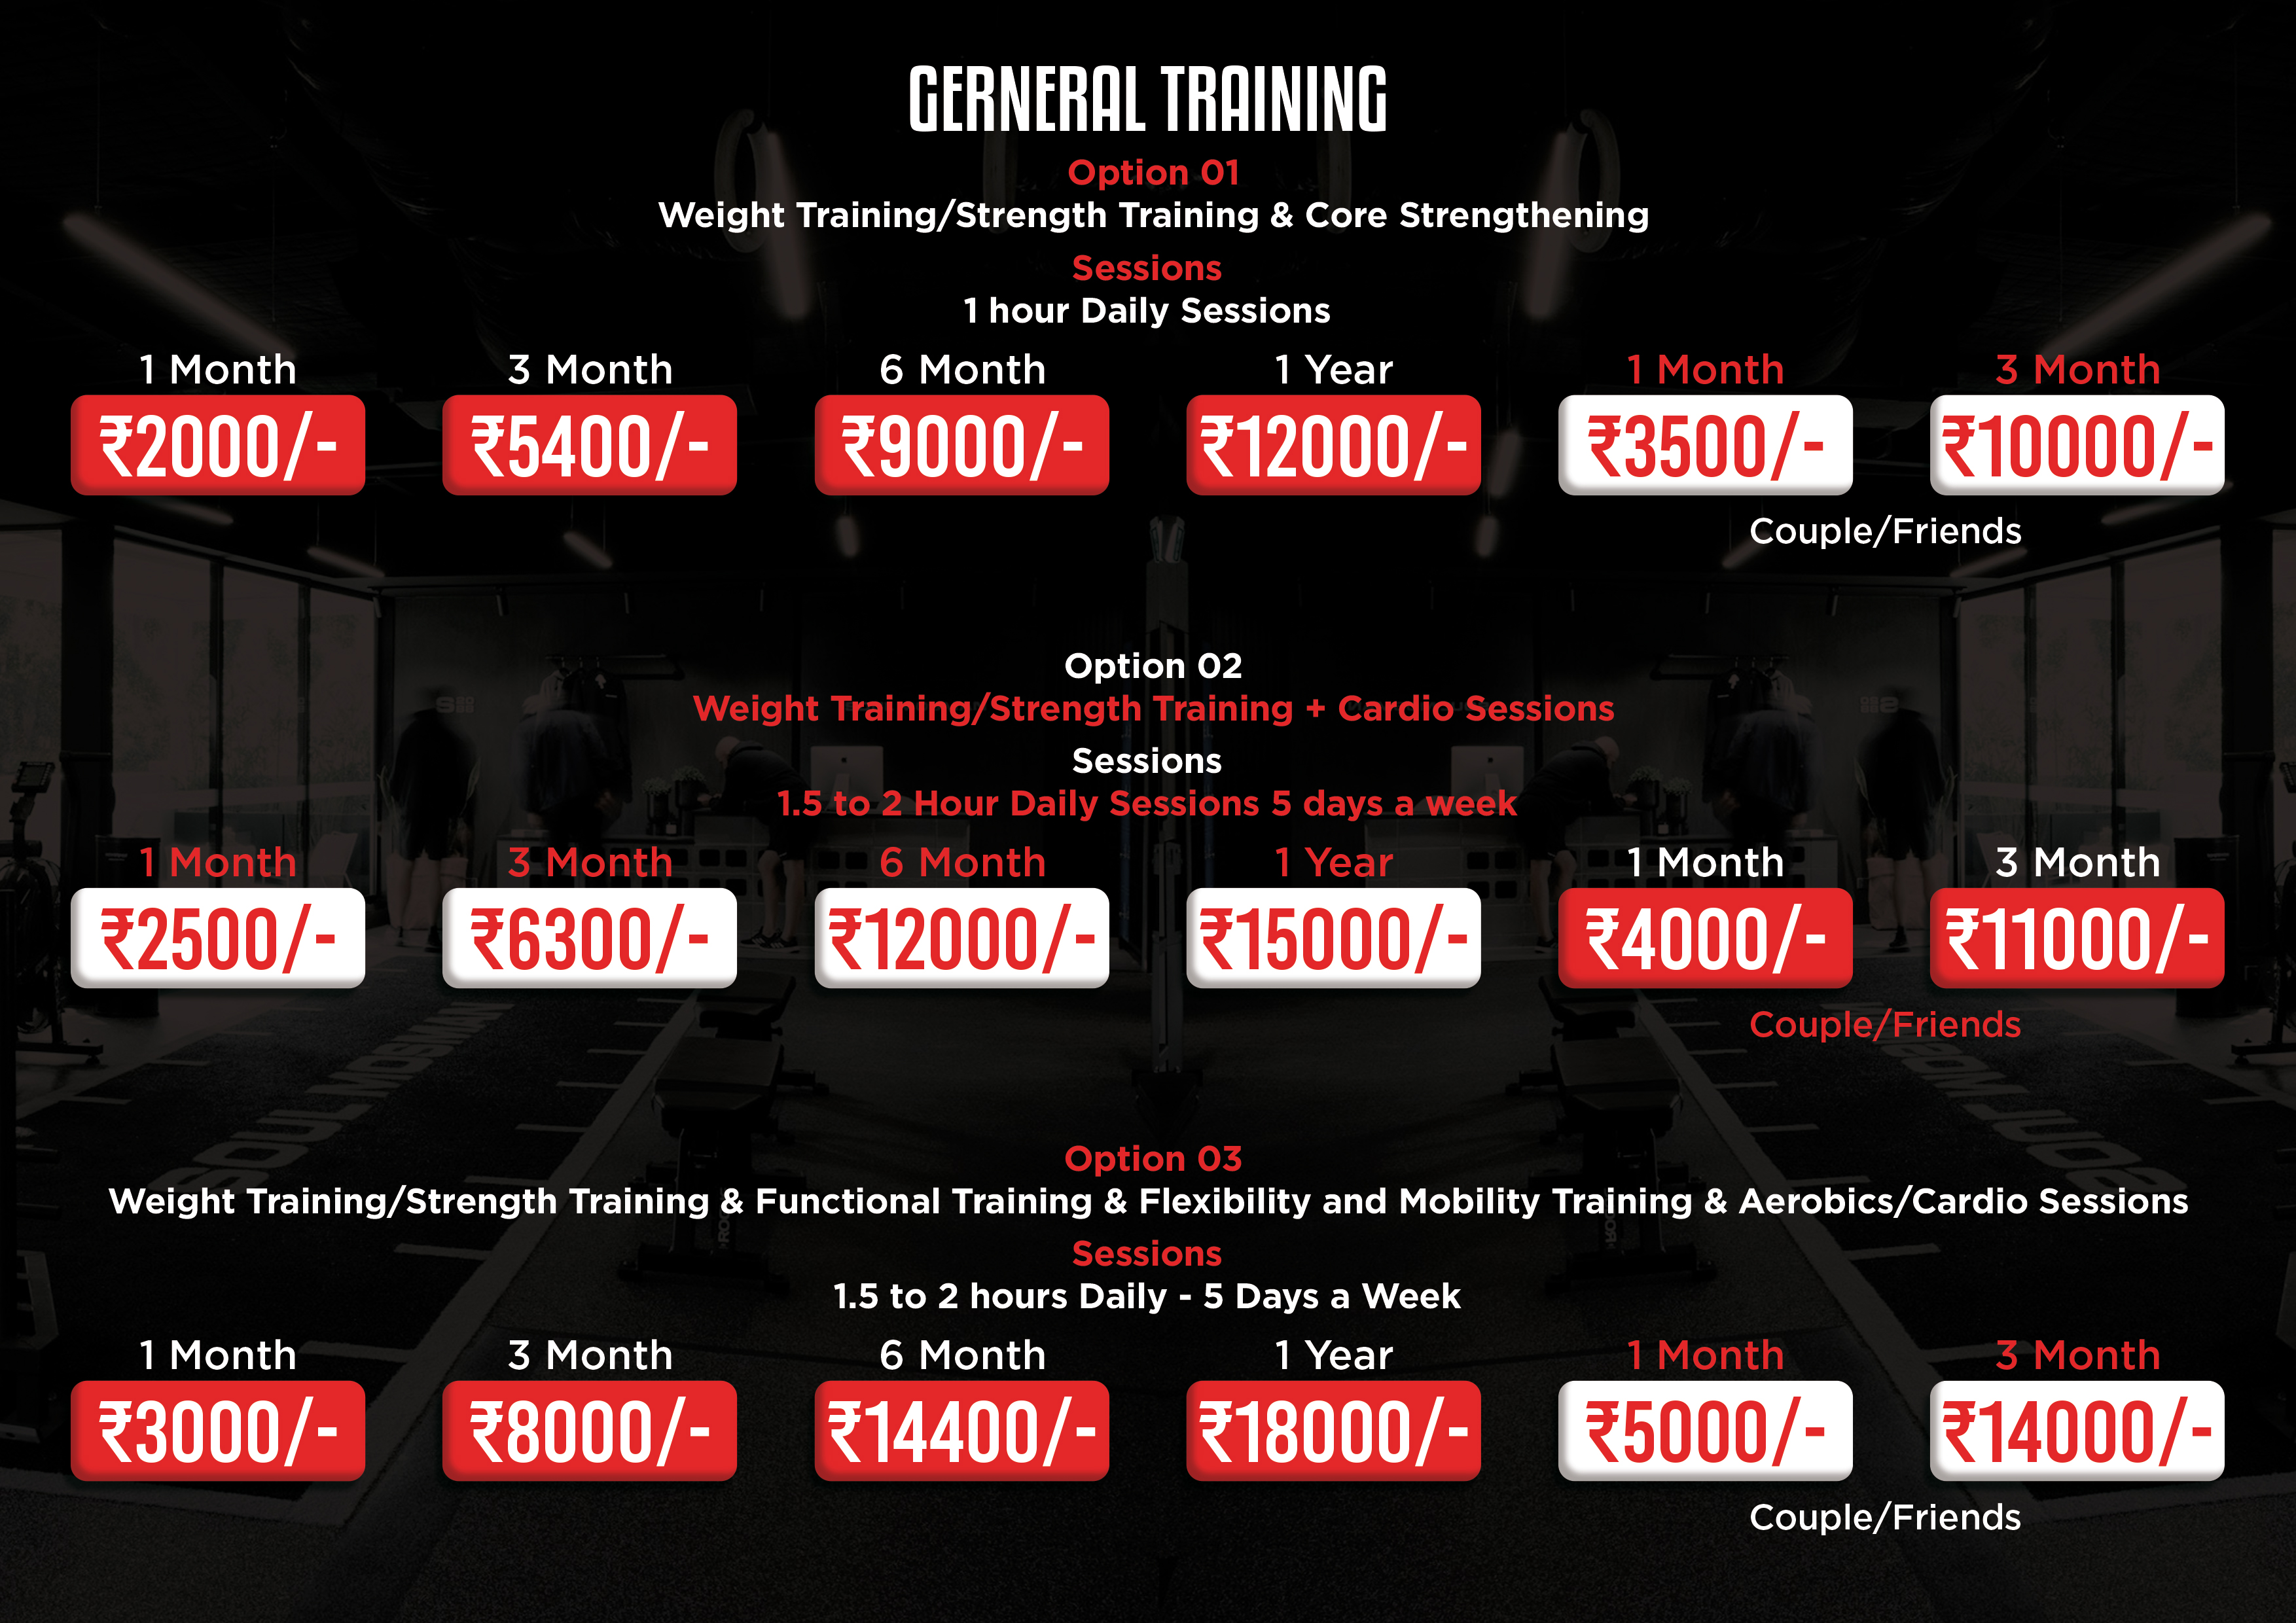 GERNERAL TRAINING
Option 01
Weight Training/Strength Training & Core Strengthening
Sessions
1 hour Daily Sessions
1 Month 3 Month 6 Month 1 Year 1 Month 3 Month
₹2000/- ₹5400/- ₹9000/- ₹12000/- ₹3500/- ₹10000/-
Couple/Friends
Option 02
Weight Training/Strength Training + Cardio Sessions
Sessions
1.5 to 2 Hour Daily Sessions 5 days a week
1 Month 3 Month 6 Month 1 Year 1 Month 3 Month
₹2500/- ₹6300/- ₹12000/- ₹15000/- ₹4000/- ₹11000/-
Couple/Friends
SOUL MOSMAN
Option 03
Weight Training/Strength Training & Functional Training & Flexibility and Mobility Training & Aerobics/Cardio Sessions
Sessions
1.5 to 2 hours Daily - 5 Days a Week
1 Month 3 Month 6 Month 1 Year 1 Month 3 Month
₹3000/- ₹8000/- ₹14400/- ₹18000/- ₹5000/- ₹14000/-
Couple/Friends